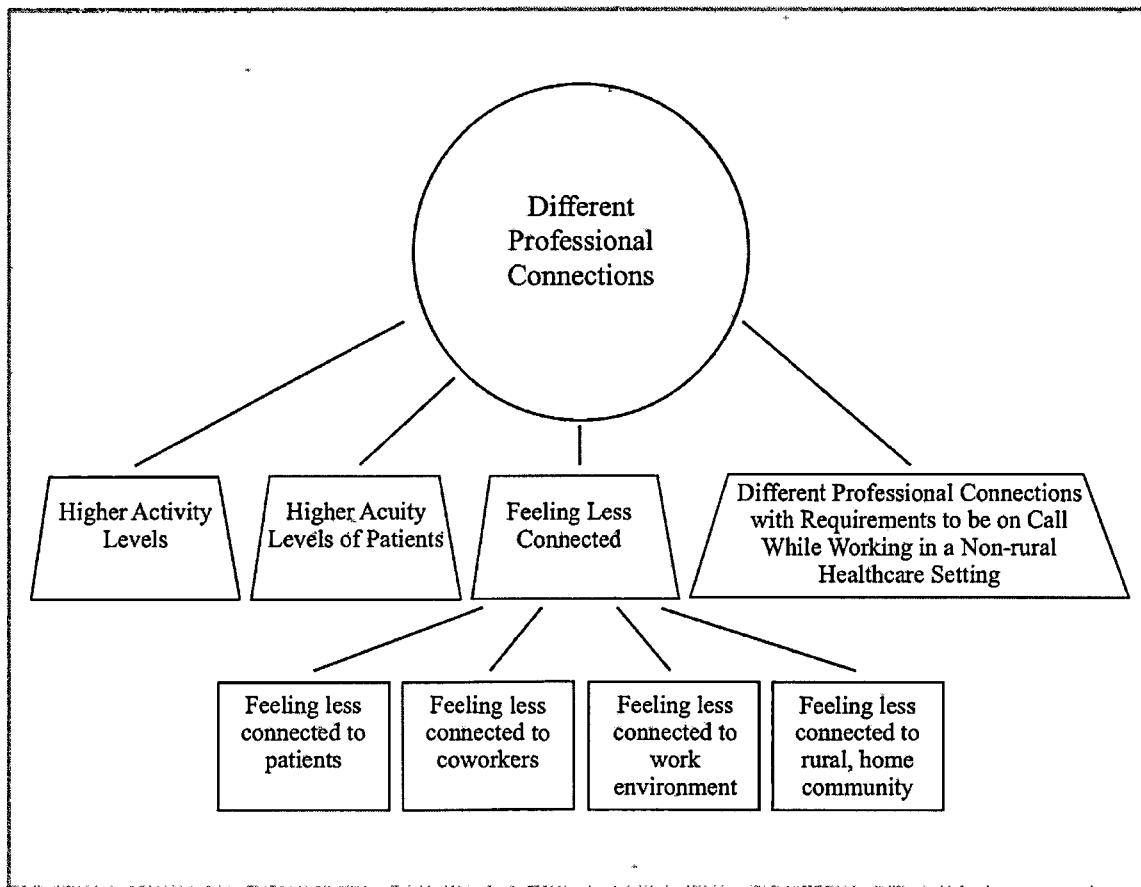 Different
Professional
Connections
Higher Activity
Levels
Higher Acuity
Levels of Patients
Feeling Less
Connected
Different Professional Connections
with Requirements to be on Call
While Working in a Non-rural
Healthcare Setting
Feeling less
connected to
patients
Feeling less
connected to
coworkers
Feeling less
connected to
work
environment
Feeling less
connected to
rural, home
community